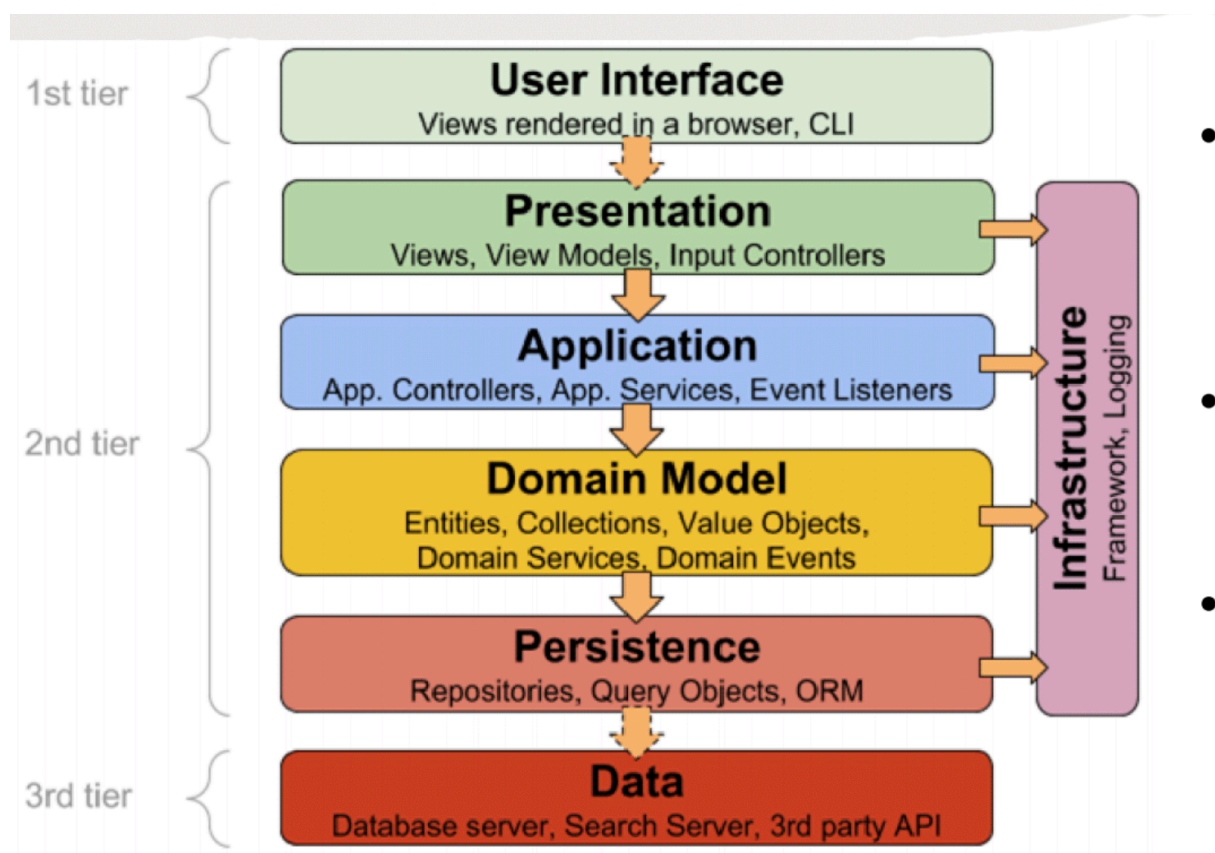 1st tier
User Interface
Views rendered in a browser, CLI
2nd tier
Presentation
Views, View Models, Input Controllers
Application
App. Controllers, App. Services, Event Listeners
Domain Model
Entities, Collections, Value Objects,
Domain Services, Domain Events
Persistence
Repositories, Query Objects, ORM
Infrastructure
Framework, Logging
3rd tier
Data
Database server, Search Server, 3rd party API